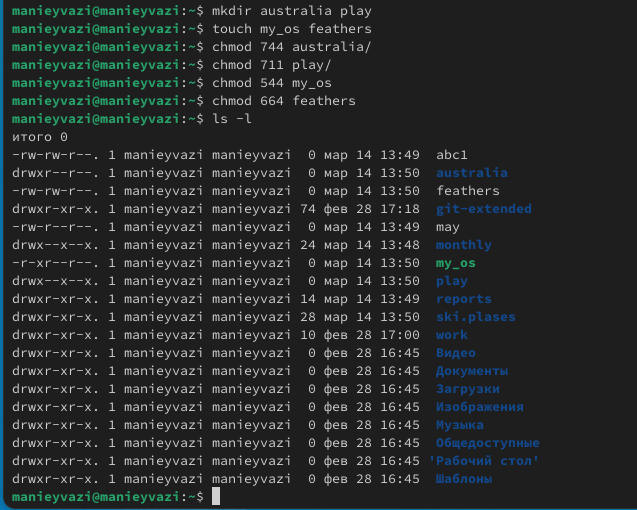 manieyvazi@manieyvazi:~$ mkdir australia play
manieyvazi@manieyvazi:~$ touch my_os feathers
manieyvazi@manieyvazi:~$ chmod 744 australia/
manieyvazi@manieyvazi:~$ chmod 711 play/
manieyvazi@manieyvazi:~$ chmod 544 my_os
manieyvazi@manieyvazi:~$ chmod 664 feathers
manieyvazi@manieyvazi:~$ ls -l
итого 0
-rw-rw-r--. 1 manieyvazi manieyvazi  0 мар 14 13:49  abc1
drwxr--r--. 1 manieyvazi manieyvazi  0 мар 14 13:50  australia
-rw-rw-r--. 1 manieyvazi manieyvazi  0 мар 14 13:50  feathers
drwxr-xr-x. 1 manieyvazi manieyvazi 74 фев 28 17:18  git-extended
-rw-r--r--. 1 manieyvazi manieyvazi  0 мар 14 13:49  may
drwx--x--x. 1 manieyvazi manieyvazi 24 мар 14 13:48  monthly
-r-xr--r--. 1 manieyvazi manieyvazi  0 мар 14 13:50  my_os
drwx--x--x. 1 manieyvazi manieyvazi  0 мар 14 13:50  play
drwxr-xr-x. 1 manieyvazi manieyvazi 14 мар 14 13:49  reports
drwxr-xr-x. 1 manieyvazi manieyvazi 28 мар 14 13:50  ski.plases
drwxr-xr-x. 1 manieyvazi manieyvazi 10 фев 28 17:00  work
drwxr-xr-x. 1 manieyvazi manieyvazi  0 фев 28 16:45  Видео
drwxr-xr-x. 1 manieyvazi manieyvazi  0 фев 28 16:45  Документы
drwxr-xr-x. 1 manieyvazi manieyvazi  0 фев 28 16:45  Загрузки
drwxr-xr-x. 1 manieyvazi manieyvazi  0 фев 28 16:45  Изображения
drwxr-xr-x. 1 manieyvazi manieyvazi  0 фев 28 16:45  Музыка
drwxr-xr-x. 1 manieyvazi manieyvazi  0 фев 28 16:45  Общедоступные
drwxr-xr-x. 1 manieyvazi manieyvazi  0 фев 28 16:45 'Рабочий стол'
drwxr-xr-x. 1 manieyvazi manieyvazi  0 фев 28 16:45  Шаблоны
manieyvazi@manieyvazi:~$